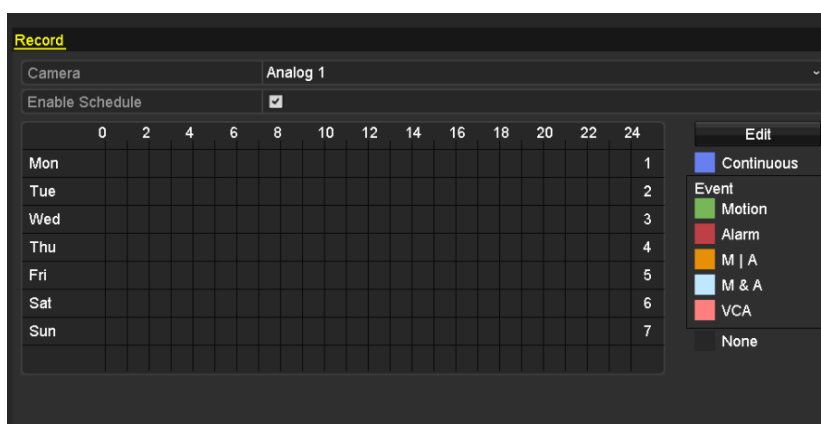 Record
Camera Analog 1
Enable Schedule
0 2 4 6 8 10 12 14 16 18 20 22 24
Mon 1
Tue 2
Wed 3
Thu 4
Fri 5
Sat 6
Sun 7
Edit
Continuous
Event
Motion
Alarm
M | A
M & A
VCA
None